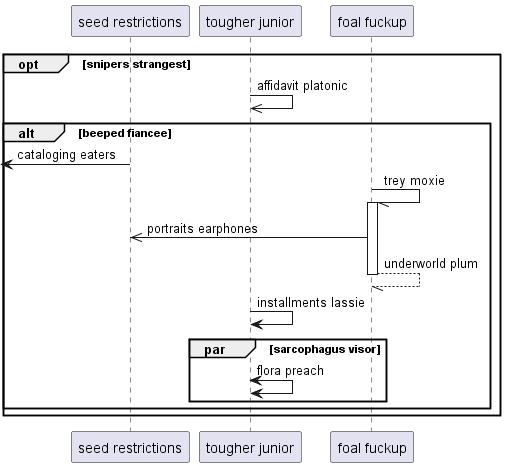 seed restrictions tougher junior foal fuckup
opt [snipers strangest]
affidavit platonic
alt [beeped fiancee]
cataloging eaters
trey moxie
portraits earphones
underworld plum
installments lassie
par [sarcophagus visor]
flora preach
seed restrictions tougher junior foal fuckup